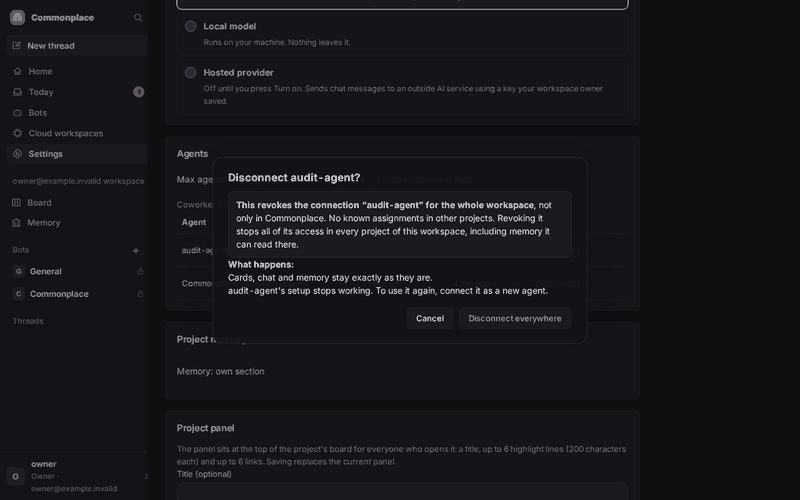 Commonplace
New thread
Home
Today
1
Bots
Cloud workspaces
Settings
owner@example.invalid workspace
Board
Memory
Bots
+
G General
C Commonplace
Threads
O
owner
Owner ·
owner@example.invalid
Local model
Runs on your machine. Nothing leaves it.
Hosted provider
Off until you press Turn on. Sends chat messages to an outside AI service using a key your workspace owner
saved.
Agents
Max age
Agent
Disconnect audit-agent?
This revokes the connection “audit-agent” for the whole workspace, not
only in Commonplace. No known assignments in other projects. Revoking it
stops all of its access in every project of this workspace, including memory it
can read there.
What happens:
Cards, chat and memory stay exactly as they are.
audit-agent's setup stops working. To use it again, connect it as a new agent.
Cancel
Disconnect everywhere
Project
Memory: own section
Project panel
The panel sits at the top of the project's board for everyone who opens it: a title, up to 6 highlight lines (200 characters
each) and up to 6 links. Saving replaces the current panel.
Title (optional)